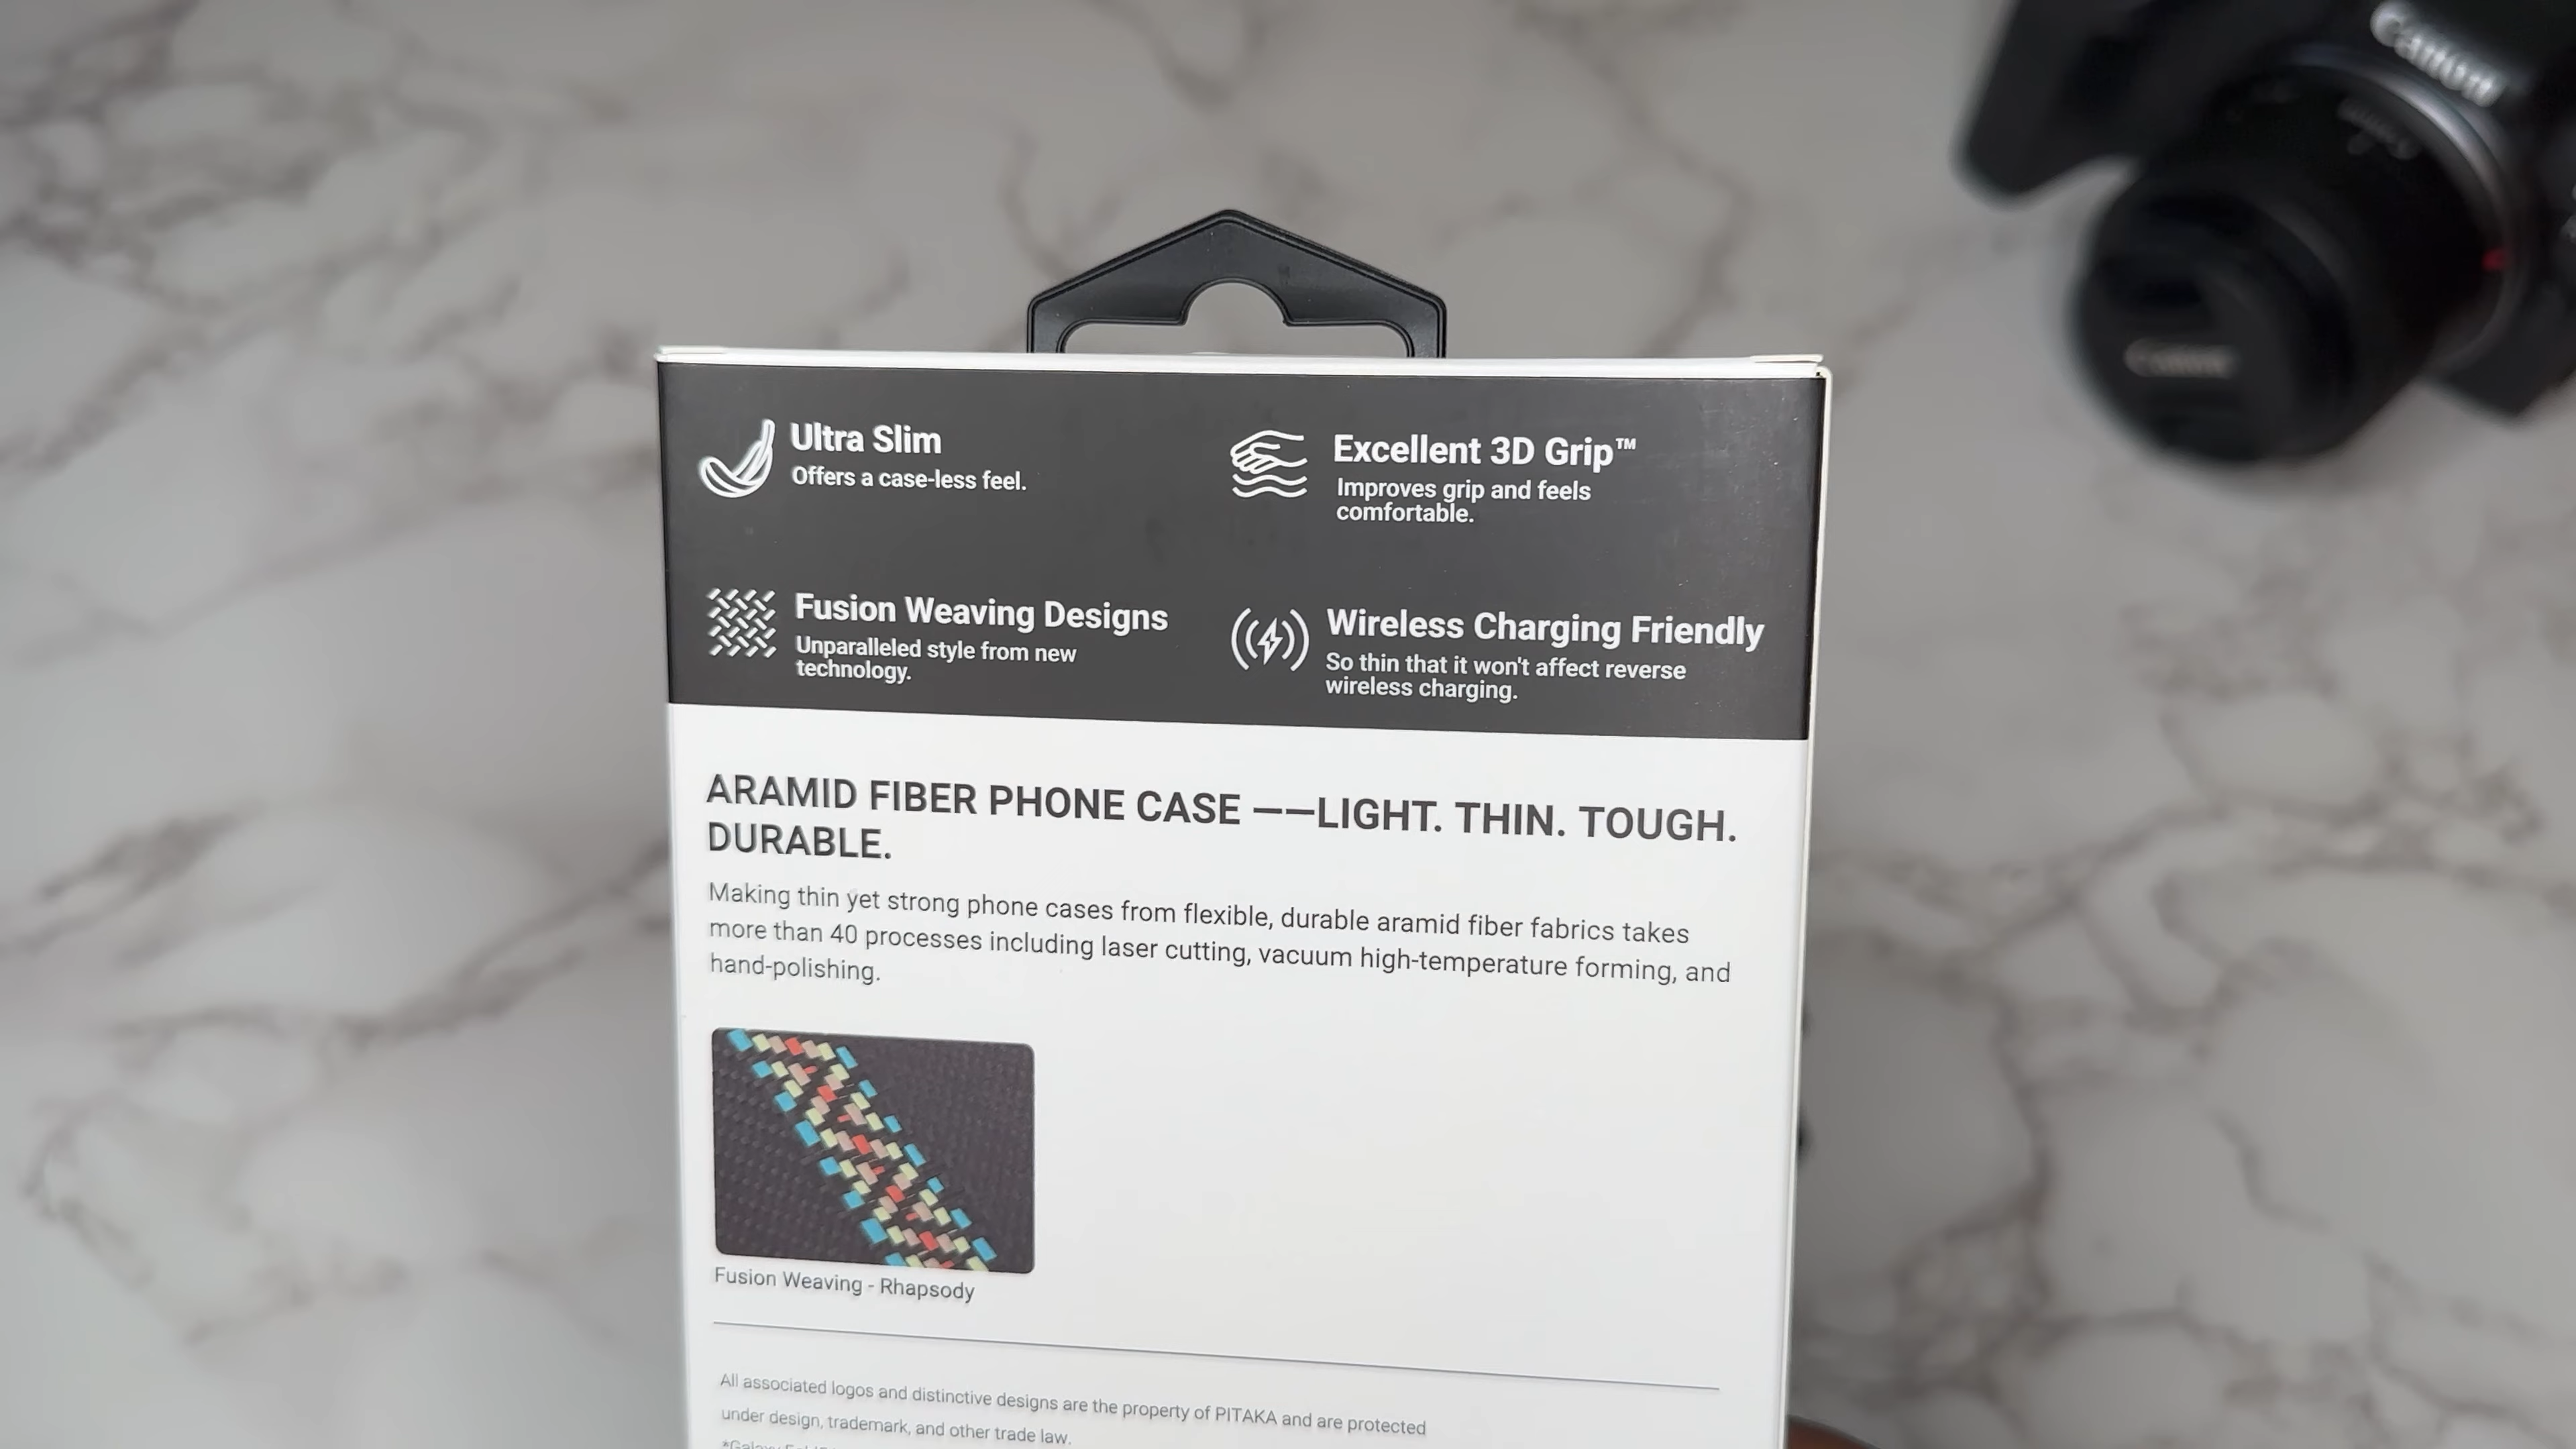 Canon
Canon
Ultra Slim
Offers a case-less feel.
Excellent 3D Grip™
Improves grip and feels
comfortable.
Fusion Weaving Designs
Unparalleled style from new
technology.
Wireless Charging Friendly
So thin that it won't affect reverse
wireless charging.
ARAMID FIBER PHONE CASE ——LIGHT. THIN. TOUGH.
DURABLE.
Making thin yet strong phone cases from flexible, durable aramid fiber fabrics takes
more than 40 processes including laser cutting, vacuum high-temperature forming, and
hand-polishing.
Fusion Weaving - Rhapsody
All associated logos and distinctive designs are the property of PITAKA and are protected
under design, trademark, and other trade law.